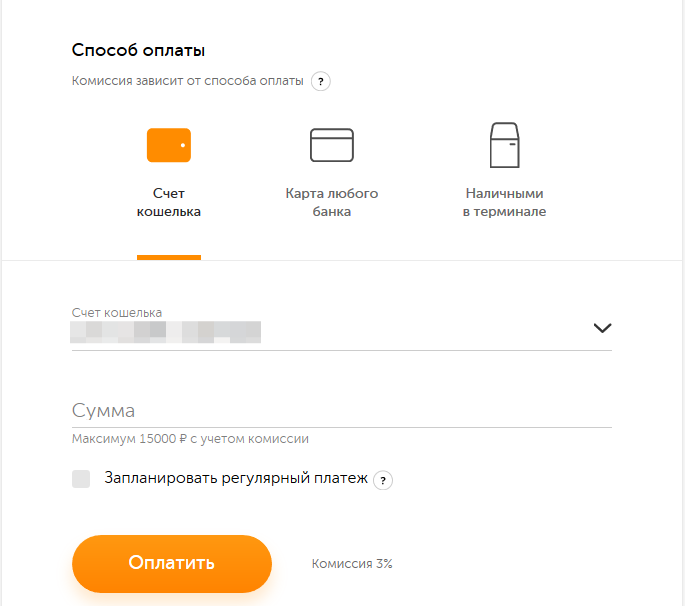 Способ оплаты
Комиссия зависит от способа оплаты ?
Счет
кошелька
Карта любого
банка
Наличными
в терминале
Счет кошелька
Сумма
Максимум 15000 ₽ с учетом комиссии
Запланировать регулярный платеж ?
Оплатить
Комиссия 3%